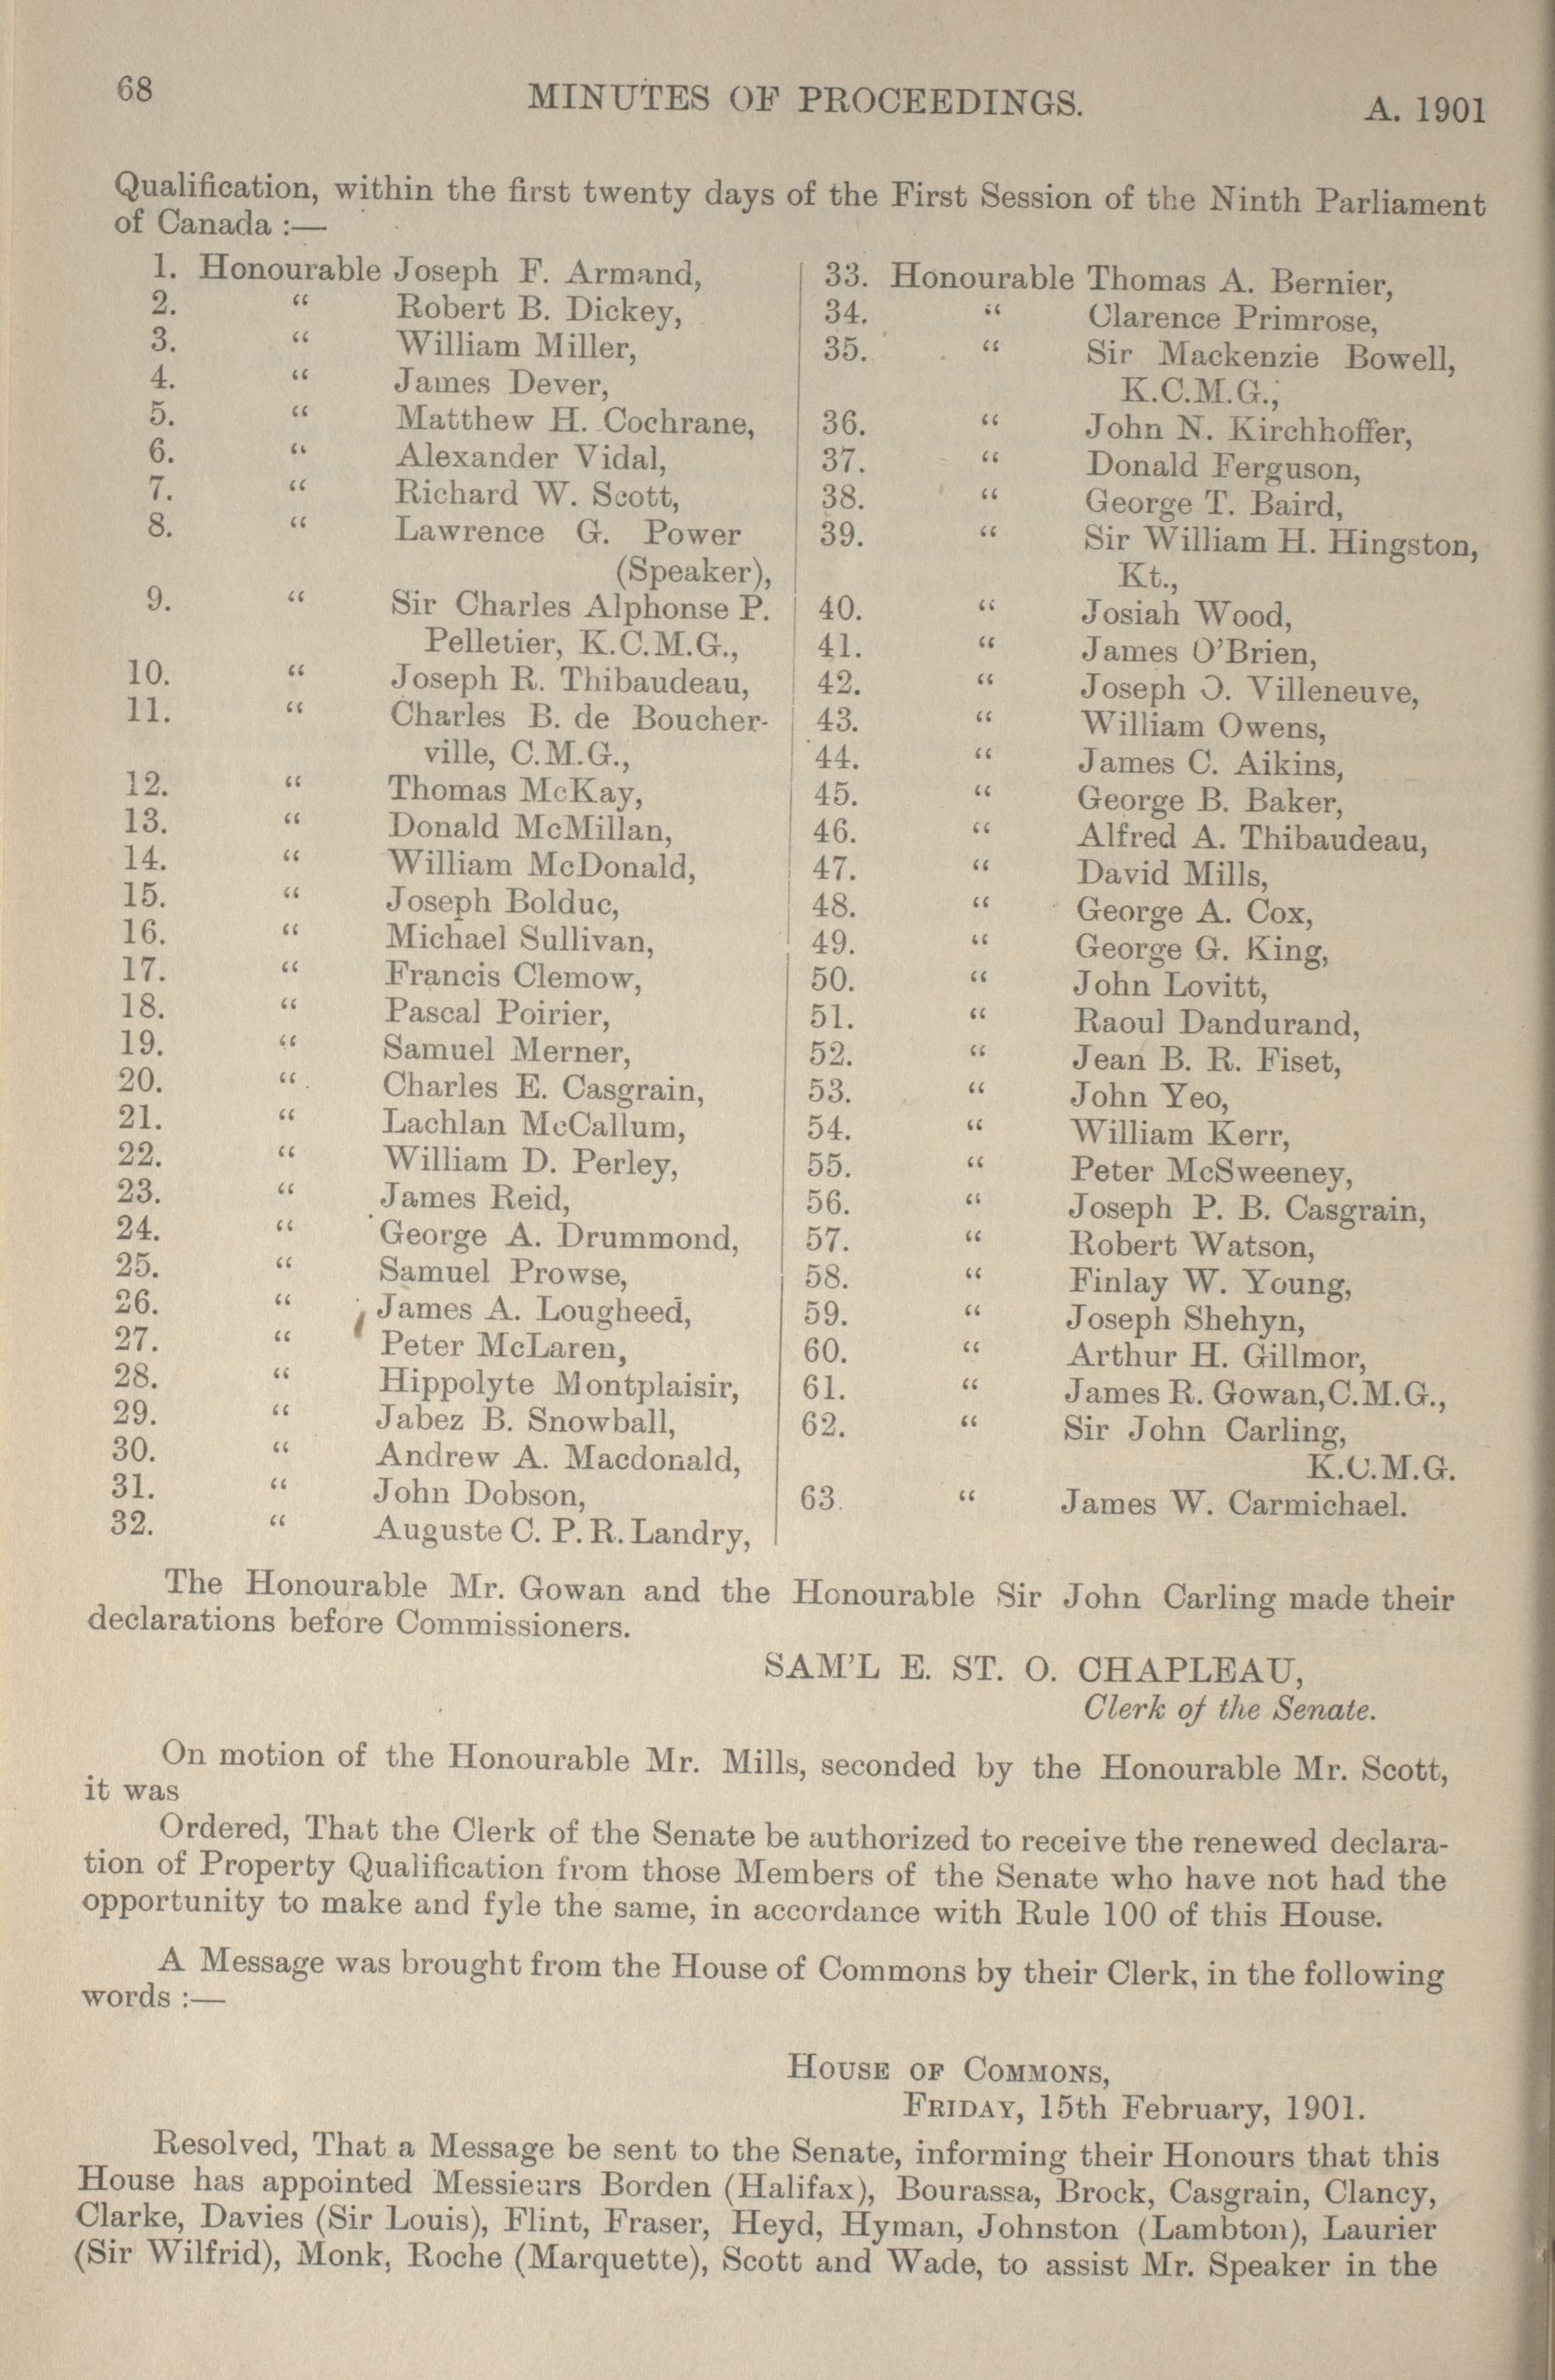 68
MINUTES OF PROCEEDINGS.
A. 1901
Qualification, within the first twenty days of the First Session of the Ninth Parliament
of Canada :—
1. Honourable Joseph F. Armand,
2. " Robert B. Dickey,
3. " William Miller,
4. " James Dever,
5. " Matthew H. Cochrane,
6. " Alexander Vidal,
7. " Richard W. Scott,
8. " Lawrence G. Power
(Speaker),
9. " Sir Charles Alphonse P.
Pelletier, K.C.M.G.,
10. " Joseph R. Thibaudeau,
11. " Charles B. de Boucher-
ville, C.M.G.,
12. " Thomas McKay,
13. " Donald McMillan,
14. " William McDonald,
15. " Joseph Bolduc,
16. " Michael Sullivan,
17. " Francis Clemow,
18. " Pascal Poirier,
19. " Samuel Merner,
20. " Charles E. Casgrain,
21. " Lachlan McCallum,
22. " William D. Perley,
23. " James Reid,
24. " George A. Drummond,
25. " Samuel Prowse,
26. " James A. Lougheed,
27. " Peter McLaren,
28. " Hippolyte Montplaisir,
29. " Jabez B. Snowball,
30. " Andrew A. Macdonald,
31. " John Dobson,
32. " Auguste C. P. R. Landry,
33. Honourable Thomas A. Bernier,
34. " Clarence Primrose,
35. " Sir Mackenzie Bowell,
K.C.M.G.,
36. " John N. Kirchhoffer,
37. " Donald Ferguson,
38. " George T. Baird,
39. " Sir William H. Hingston,
Kt.,
40. " Josiah Wood,
41. " James O'Brien,
42. " Joseph O. Villeneuve,
43. " William Owens,
44. " James C. Aikins,
45. " George B. Baker,
46. " Alfred A. Thibaudeau,
47. " David Mills,
48. " George A. Cox,
49. " George G. King,
50. " John Lovitt,
51. " Raoul Dandurand,
52. " Jean B. R. Fiset,
53. " John Yeo,
54. " William Kerr,
55. " Peter McSweeney,
56. " Joseph P. B. Casgrain,
57. " Robert Watson,
58. " Finlay W. Young,
59. " Joseph Shehyn,
60. " Arthur H. Gillmor,
61. " James R. Gowan, C.M.G.,
62. " Sir John Carling,
K.C.M.G.
63. " James W. Carmichael.
The Honourable Mr. Gowan and the Honourable Sir John Carling made their
declarations before Commissioners.
SAM'L E. ST. O. CHAPLEAU,
Clerk of the Senate.
On motion of the Honourable Mr. Mills, seconded by the Honourable Mr. Scott,
it was
Ordered, That the Clerk of the Senate be authorized to receive the renewed declara-
tion of Property Qualification from those Members of the Senate who have not had the
opportunity to make and fyle the same, in accordance with Rule 100 of this House.
A Message was brought from the House of Commons by their Clerk, in the following
words :—
HOUSE OF COMMONS,
FRIDAY, 15th February, 1901.
Resolved, That a Message be sent to the Senate, informing their Honours that this
House has appointed Messieurs Borden (Halifax), Bourassa, Brock, Casgrain, Clancy,
Clarke, Davies (Sir Louis), Flint, Fraser, Heyd, Hyman, Johnston (Lambton), Laurier
(Sir Wilfrid), Monk, Roche (Marquette), Scott and Wade, to assist Mr. Speaker in the